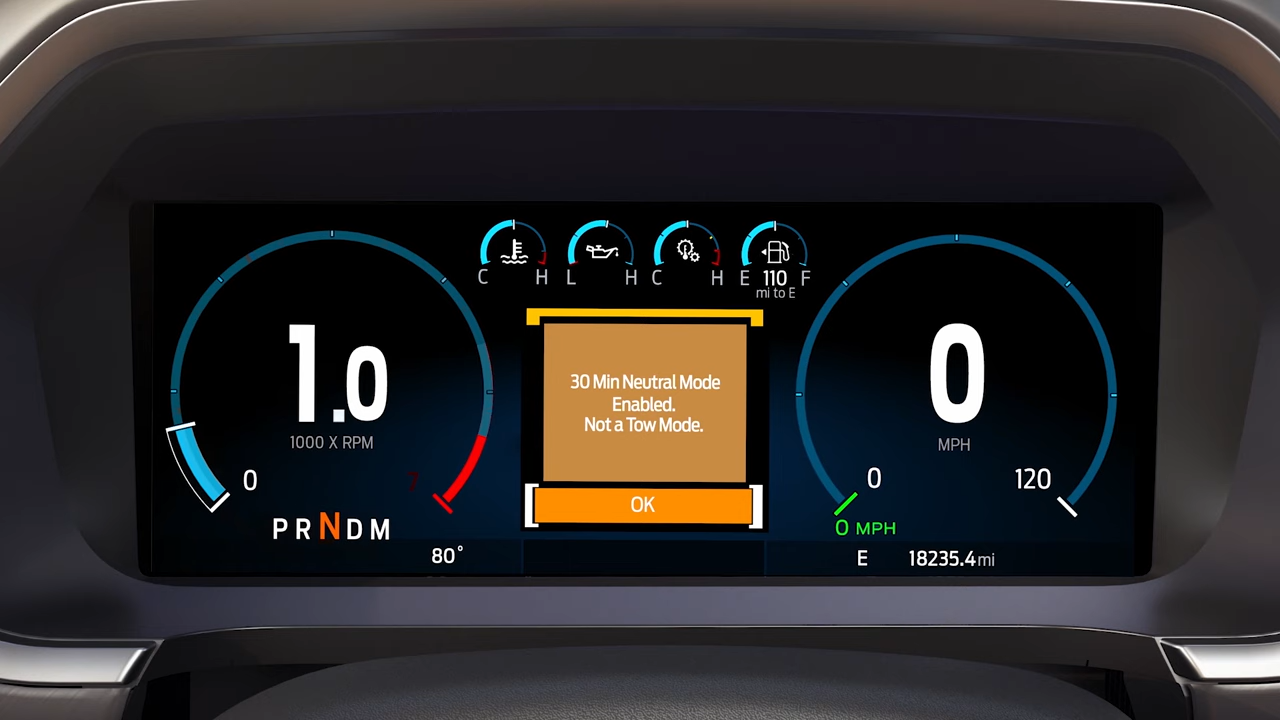 C H
L H
C H
E 110 F
mi to E
30 Min Neutral Mode
Enabled.
Not a Tow Mode.
OK
1.0
1000 X RPM
0 7
PRNDM
80°
0
MPH
0 120
0 MPH
E 18235.4mi